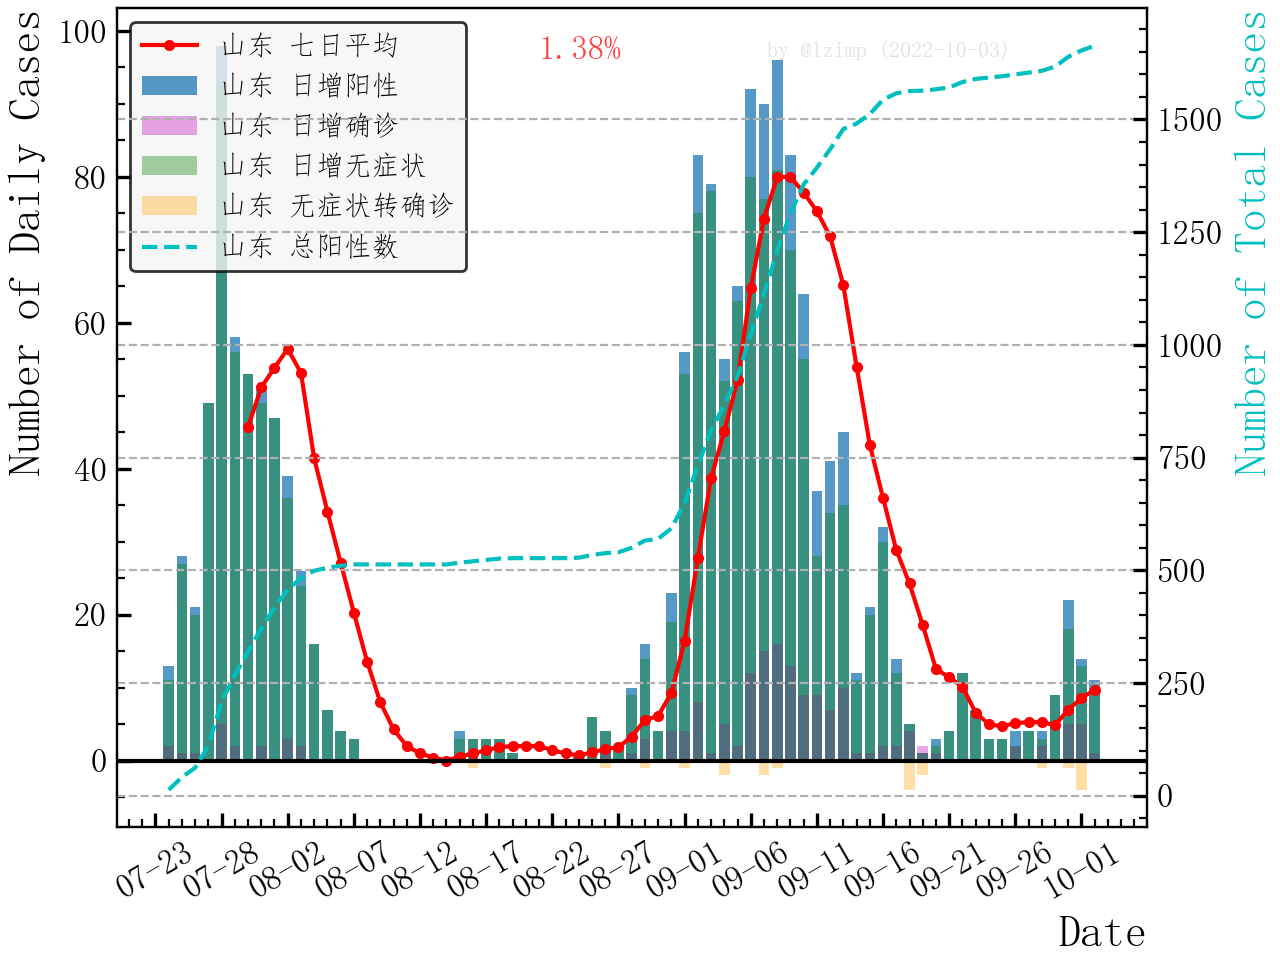 1.38%
by @lzimp (2022-10-03)
山东 七日平均
山东 日增阳性
山东 日增确诊
山东 日增无症状
山东 无症状转确诊
山东 总阳性数
Number of Daily Cases
100
80
60
40
20
0
Number of Total Cases
1500
1250
1000
750
500
250
0
07-23
07-28
08-02
08-07
08-12
08-17
08-22
08-27
09-01
09-06
09-11
09-16
09-21
09-26
10-01
Date